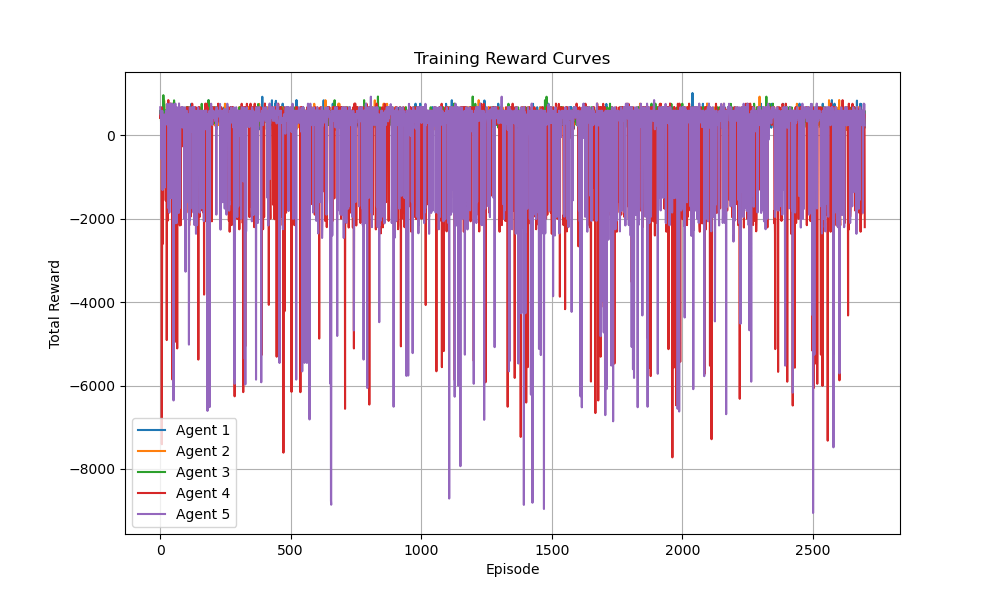 Training Reward Curves
Total Reward
0
−2000
−4000
−6000
−8000
Agent 1
Agent 2
Agent 3
Agent 4
Agent 5
0 500 1000 1500 2000 2500
Episode